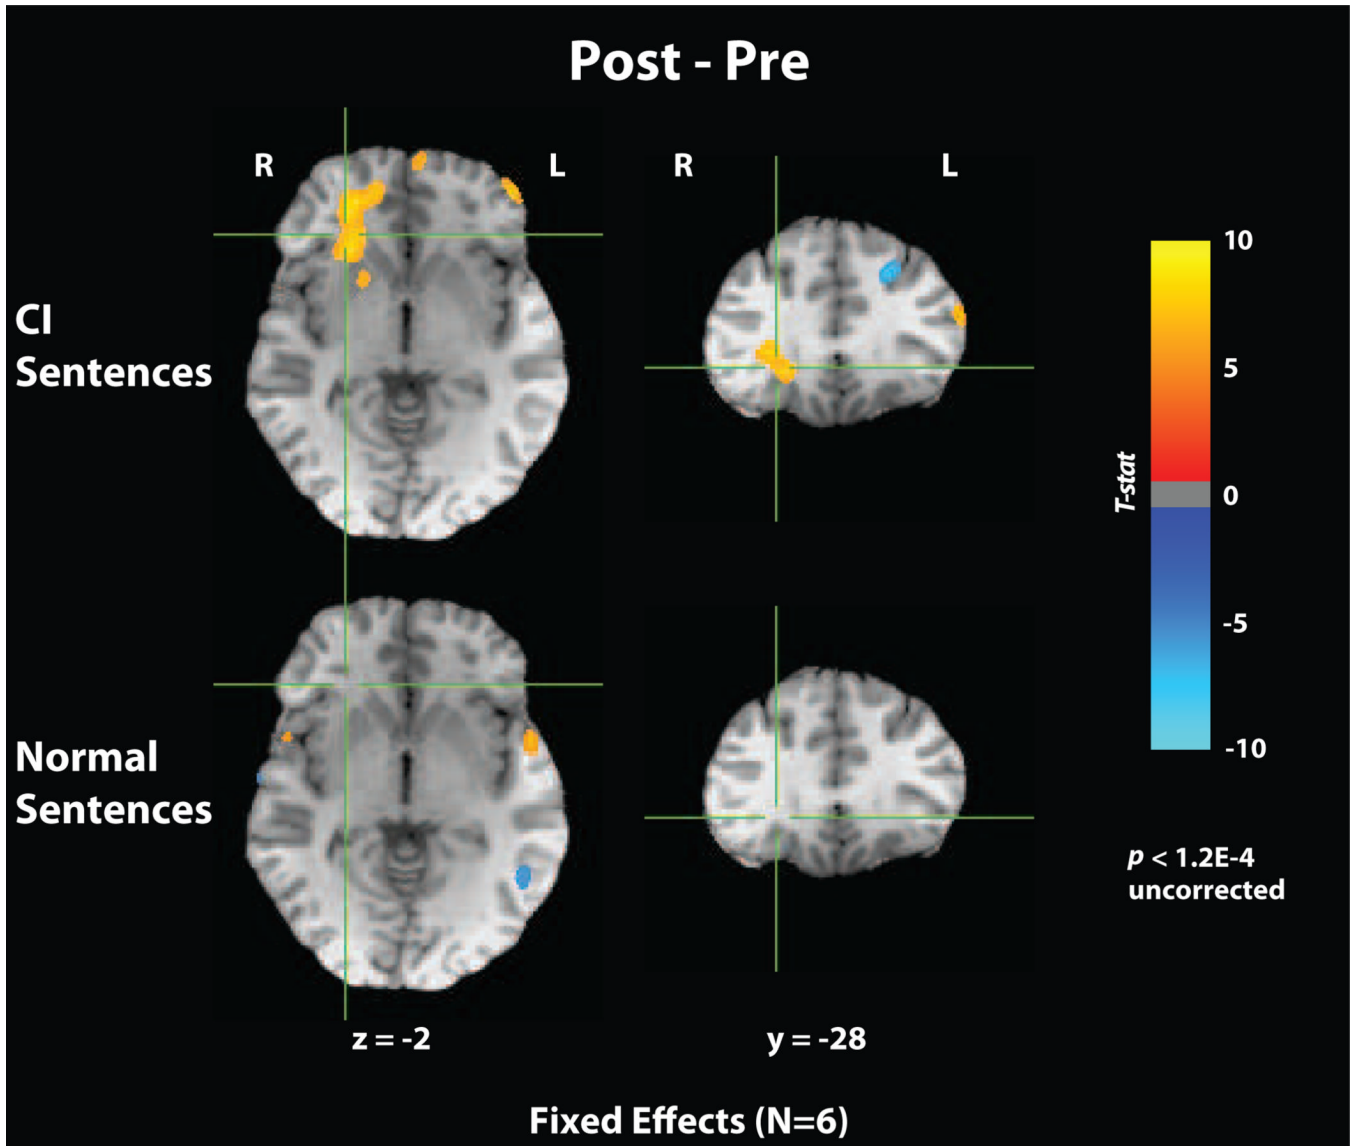 Post - Pre
R
L
R
L
CI
Sentences
10
5
0
-5
-10
T-stat
Normal
Sentences
p < 1.2E-4
uncorrected
z = -2
y = -28
Fixed Effects (N=6)